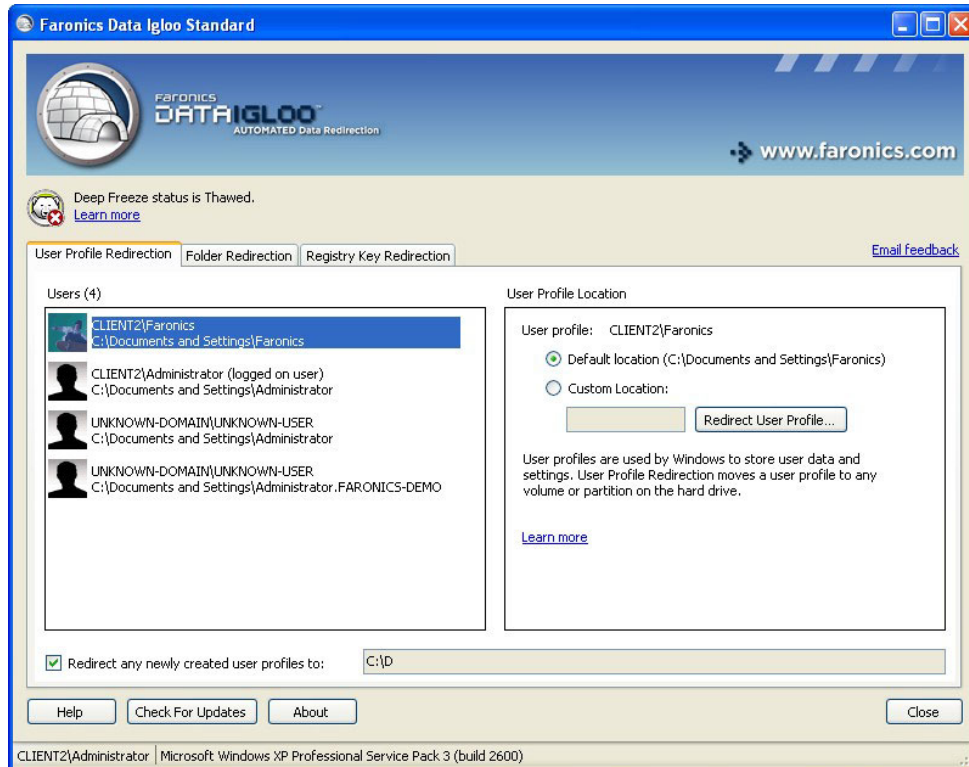 Faronics Data Igloo Standard
FARONICS
DATAIGLOO™
AUTOMATED Data Redirection
www.faronics.com
Deep Freeze status is Thawed.
Learn more
User Profile Redirection
Folder Redirection
Registry Key Redirection
Email feedback
Users (4)
CLIENT2\Faronics
C:\Documents and Settings\Faronics
CLIENT2\Administrator (logged on user)
C:\Documents and Settings\Administrator
UNKNOWN-DOMAIN\UNKNOWN-USER
C:\Documents and Settings\Administrator
UNKNOWN-DOMAIN\UNKNOWN-USER
C:\Documents and Settings\Administrator.FARONICS-DEMO
User Profile Location
User profile: CLIENT2\Faronics
Default location (C:\Documents and Settings\Faronics)
Custom Location:
Redirect User Profile...
User profiles are used by Windows to store user data and
settings. User Profile Redirection moves a user profile to any
volume or partition on the hard drive.
Learn more
Redirect any newly created user profiles to: C:\D
Help
Check For Updates
About
Close
CLIENT2\Administrator
Microsoft Windows XP Professional Service Pack 3 (build 2600)